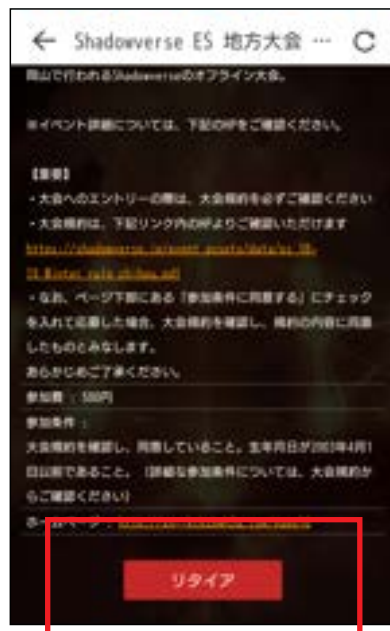 ← Shadowverse ES 地方大会 …
岡山で行われるShadowverseのオフライン大会。
※イベント詳細については、下記のHPをご確認ください。
【重要】
・大会へのエントリーの際は、大会規約を必ずご確認ください
・大会規約は、下記リンク内のHPよりご確認いただけます
・なお、ページ下部にある「参加条件に同意する」にチェック
を入れて応募した場合、大会規約を確認し、規約の内容に同意
したものとみなします。
あらかじめご了承ください。
参加費 : 500円
参加条件 :
大会規約を確認し、同意していること。生年月日が2003年4月1
日以前であること。(詳細な参加条件については、大会規約か
らご確認ください)
ホームページ :
リタイア